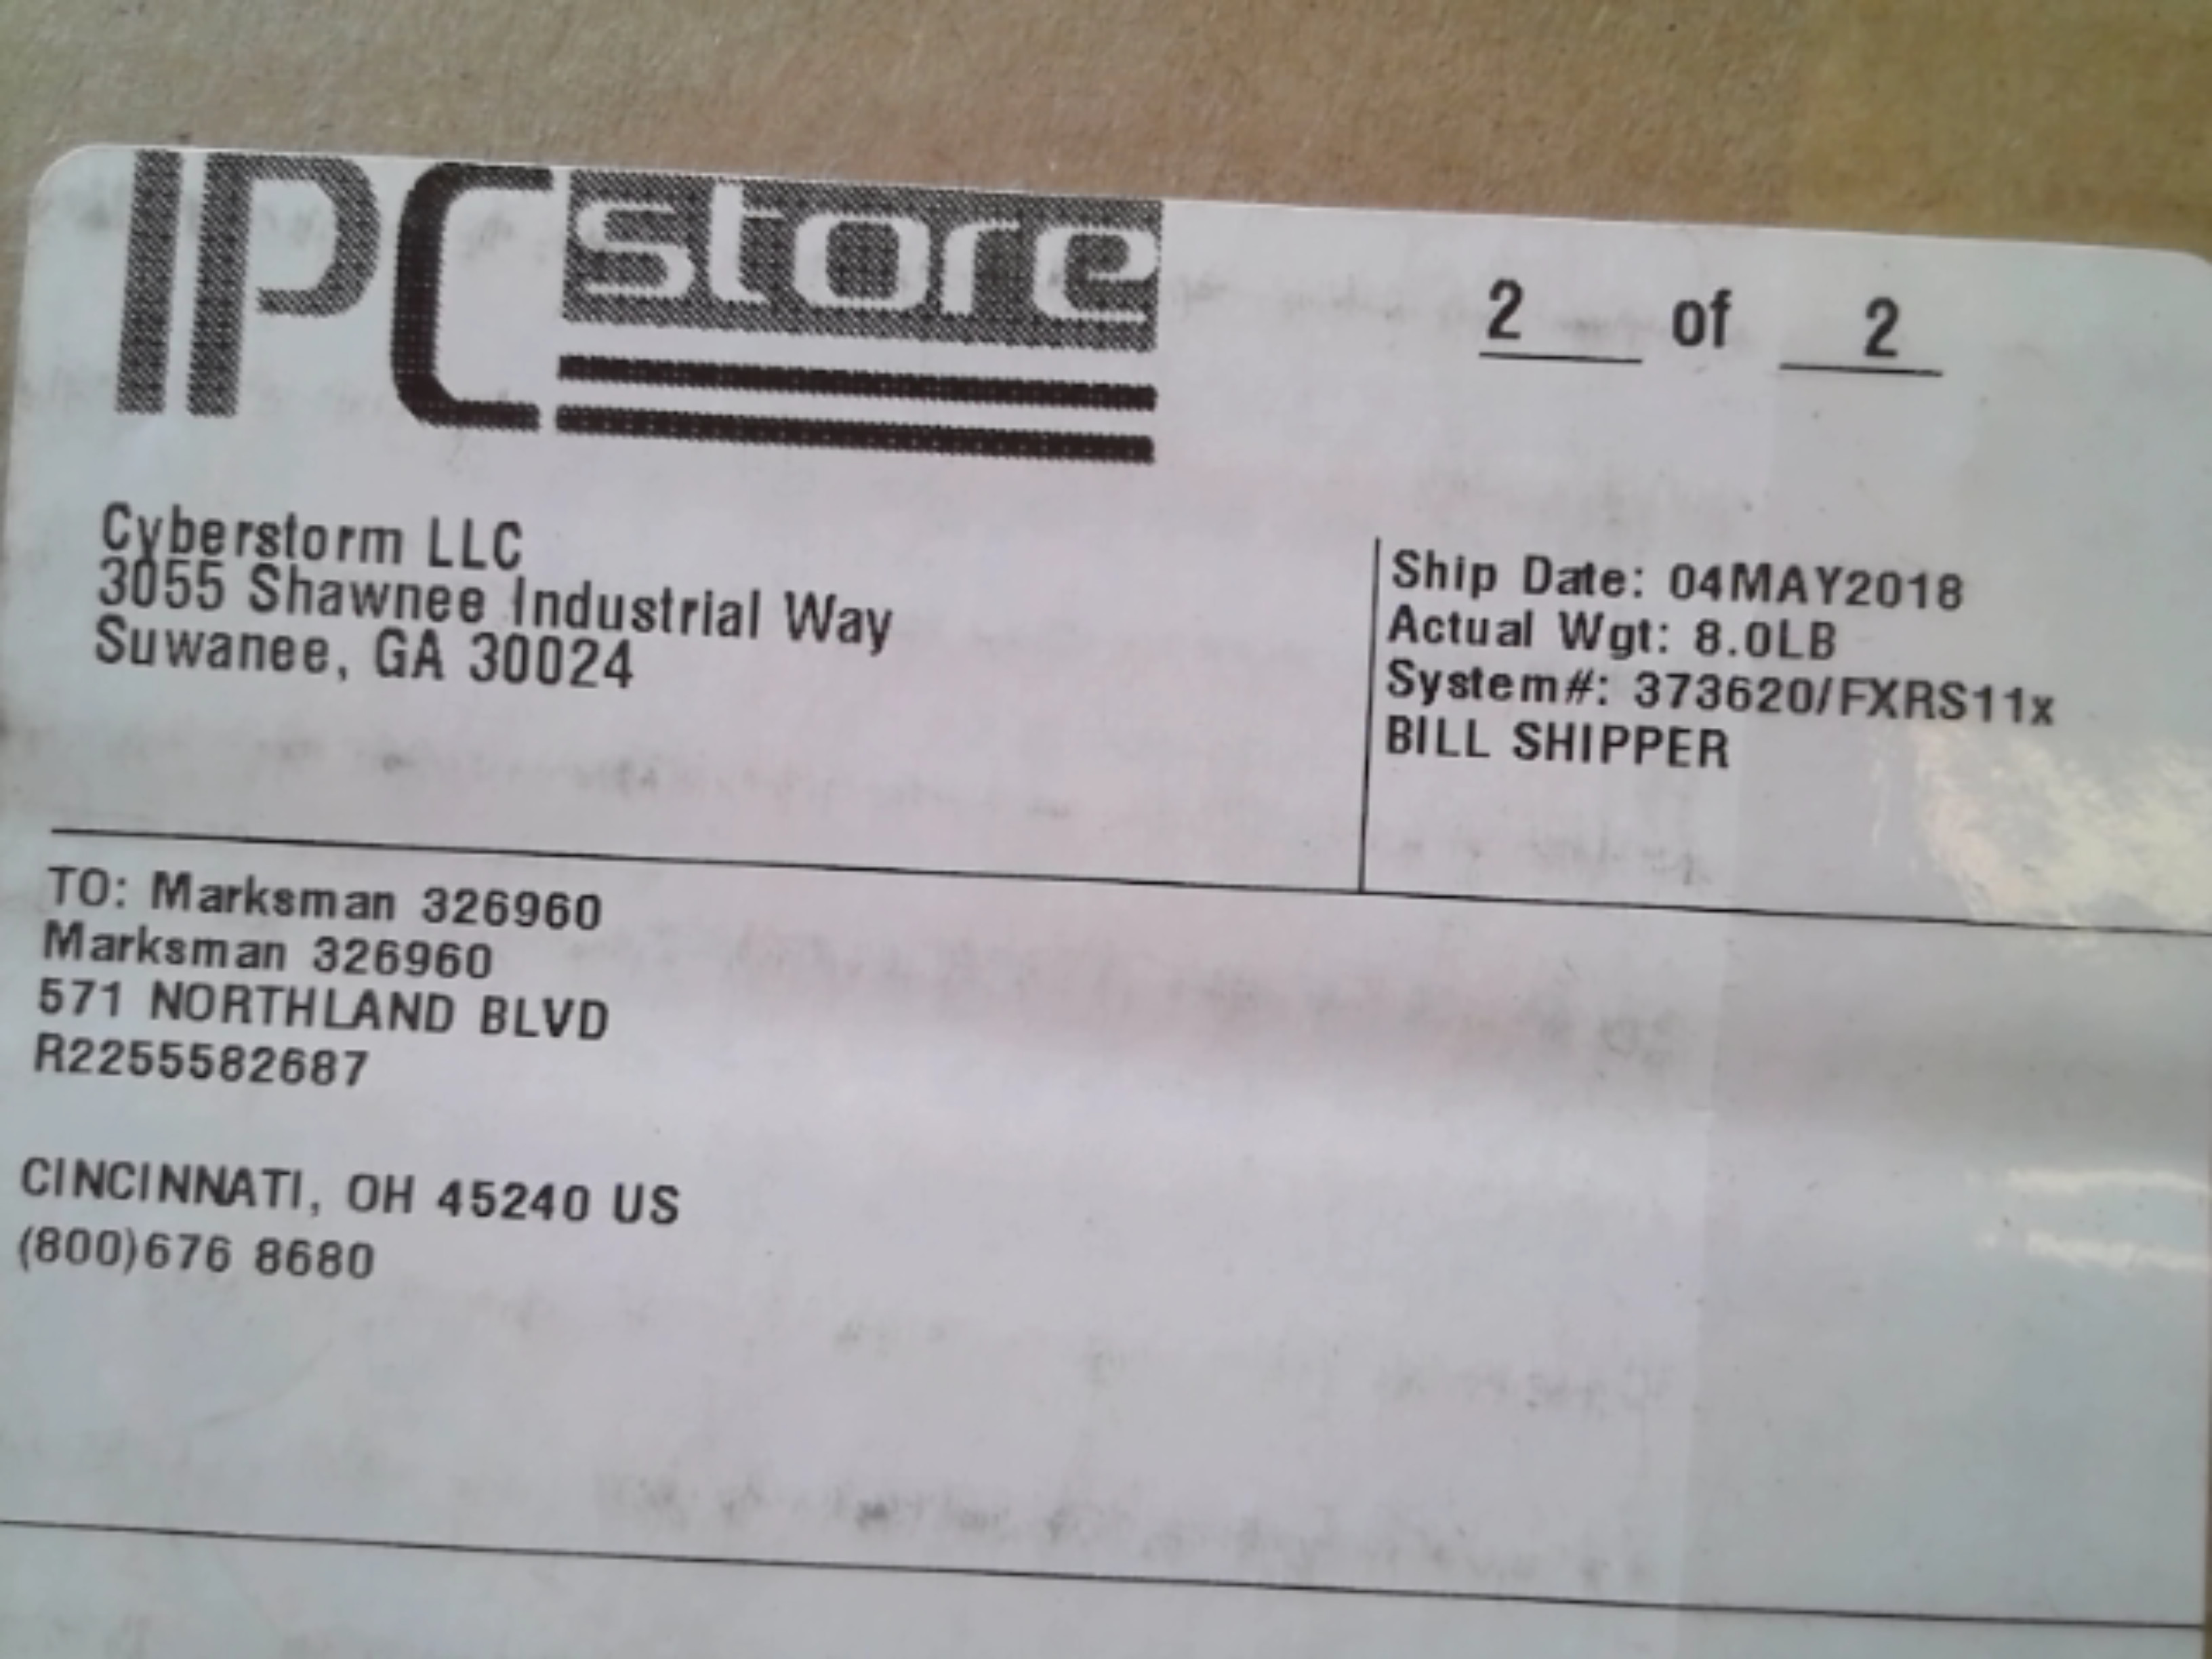 IPC store
2 of 2
Cyberstorm LLC
3055 Shawnee Industrial Way
Suwanee, GA 30024
Ship Date: 04MAY2018
Actual Wgt: 8.0LB
System#: 373620/FXRS11x
BILL SHIPPER
TO: Marksman 326960
Marksman 326960
571 NORTHLAND BLVD
R2255582687
CINCINNATI, OH 45240 US
(800)676 8680